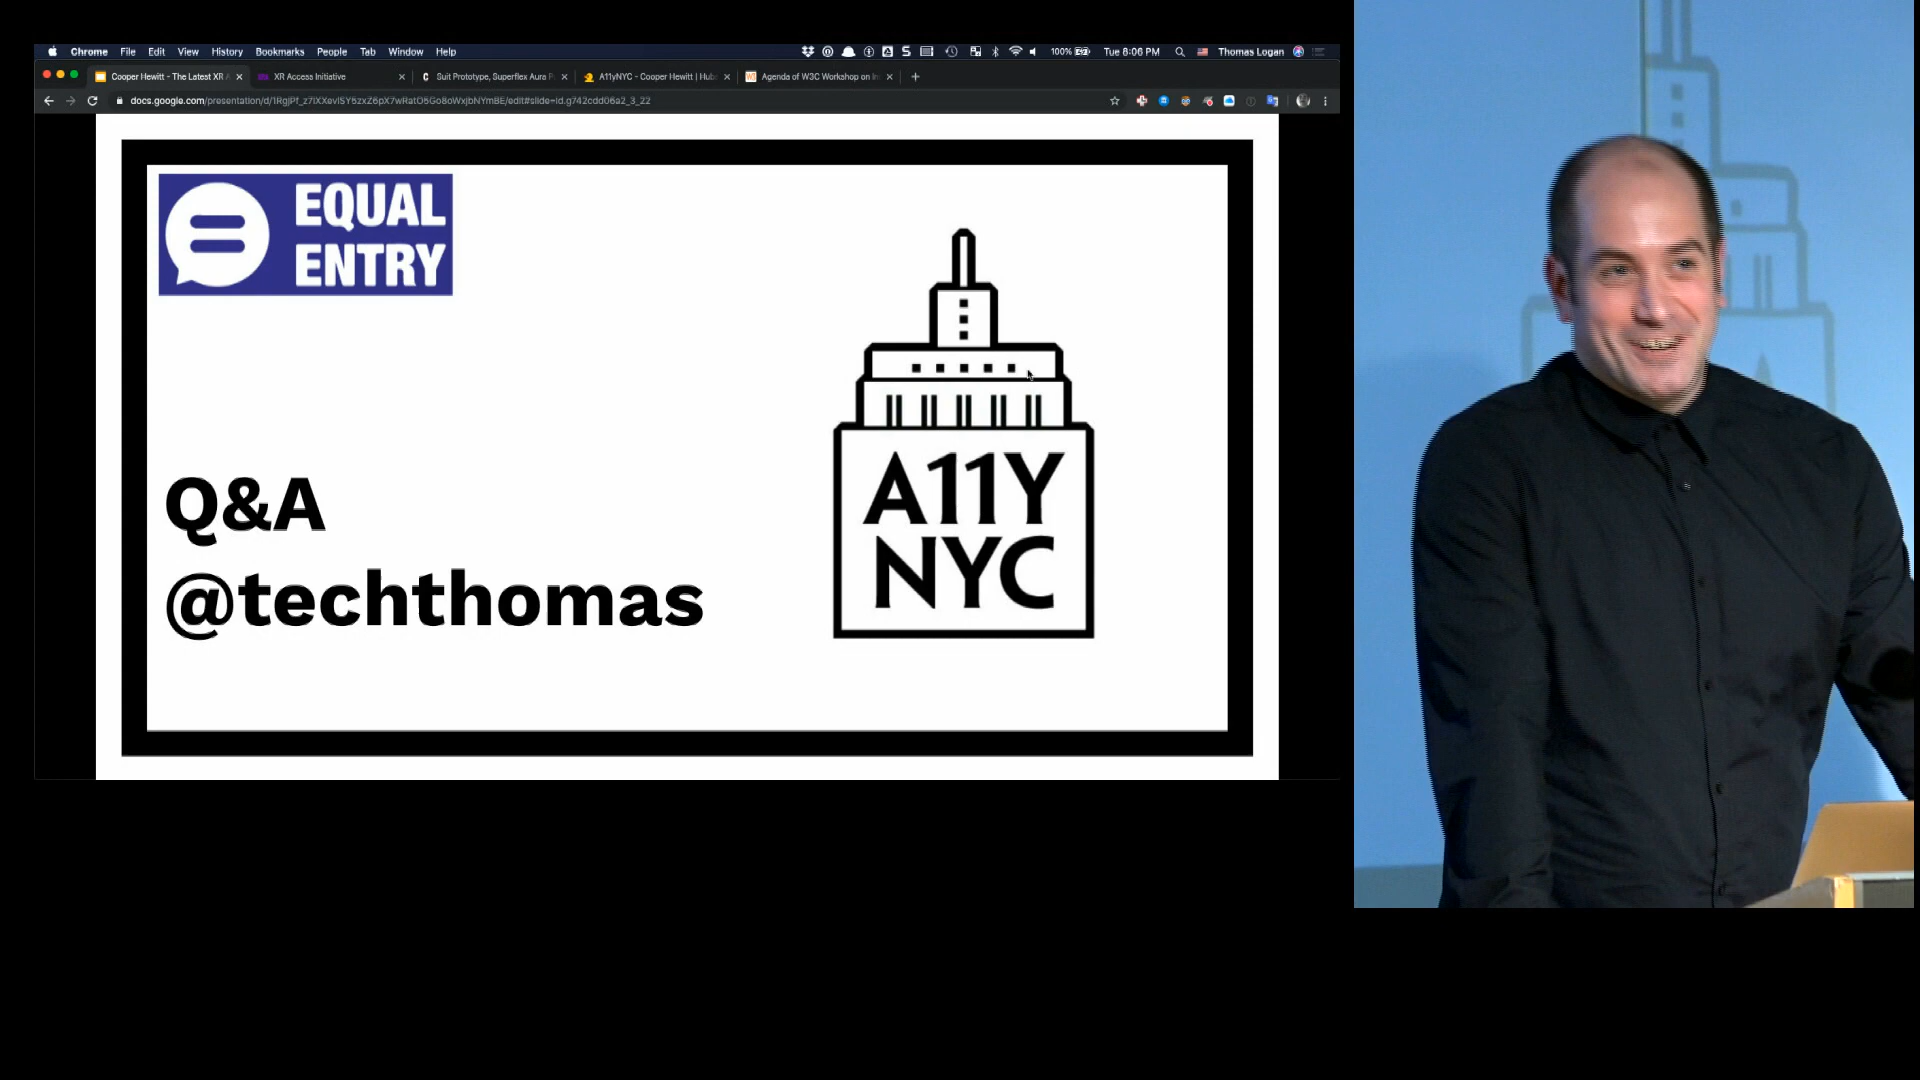 Chrome File Edit View History Bookmarks People Tab Window Help
100% Tue 8:06 PM Thomas Logan
Cooper Hewitt - The Latest XR A
XR Access Initiative
Suit Prototype, Superflex Aura P
A11yNYC - Cooper Hewitt | Hub
Agenda of W3C Workshop on In
EQUAL
ENTRY
Q&A
@techthomas
A11Y
NYC